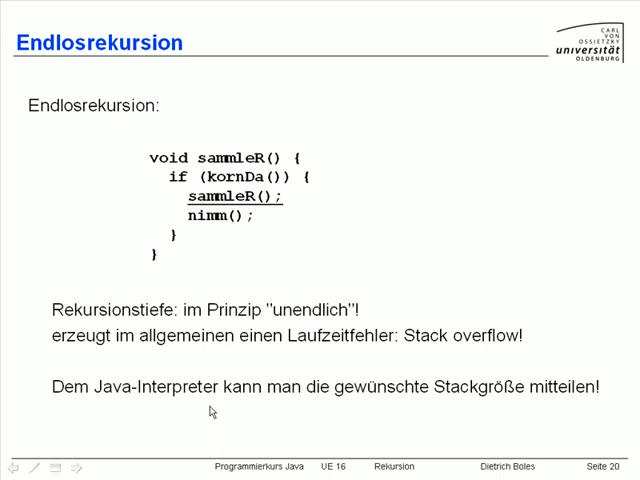 Endlosrekursion
CARL
VON
OSSIETZKY
universität
OLDENBURG
Endlosrekursion:
void sammleR() {
if (kornDa()) {
sammleR();
nimm();
}
}
Rekursionstiefe: im Prinzip "unendlich"!
erzeugt im allgemeinen einen Laufzeitfehler: Stack overflow!
Dem Java-Interpreter kann man die gewünschte Stackgröße mitteilen!
Programmierkurs Java UE 16 Rekursion Dietrich Boles Seite 20